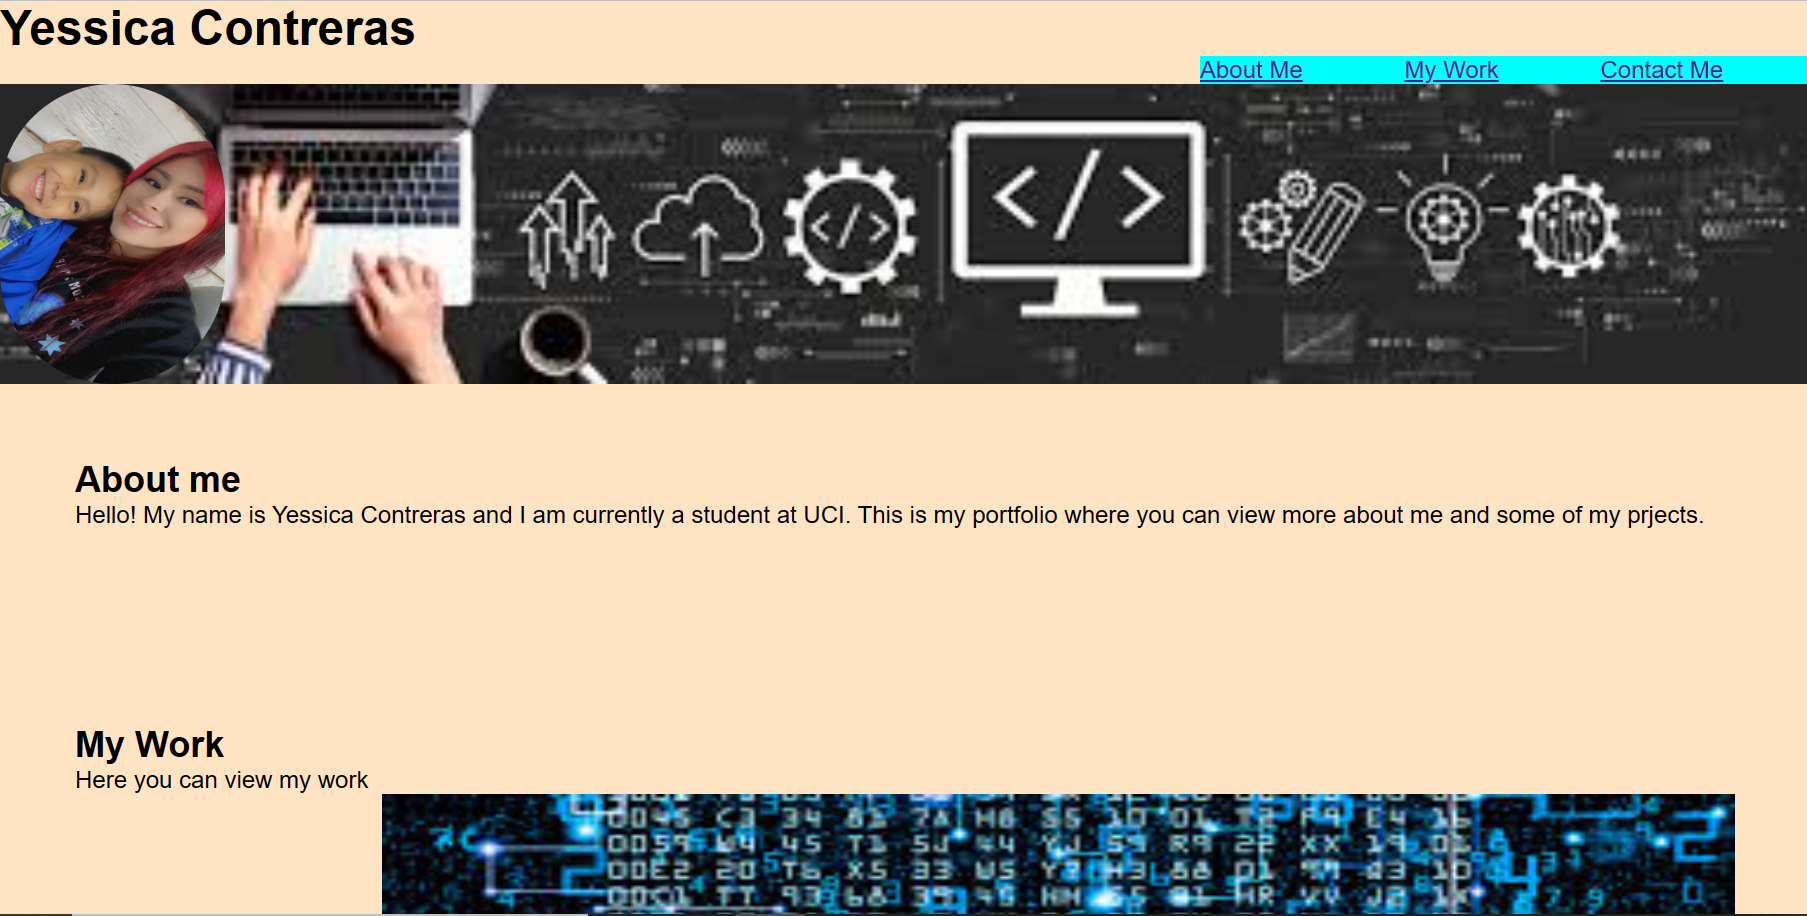 Yessica Contreras
About Me My Work Contact Me
</>
</>
About me
Hello! My name is Yessica Contreras and I am currently a student at UCI. This is my portfolio where you can view more about me and some of my prjects.
My Work
Here you can view my work